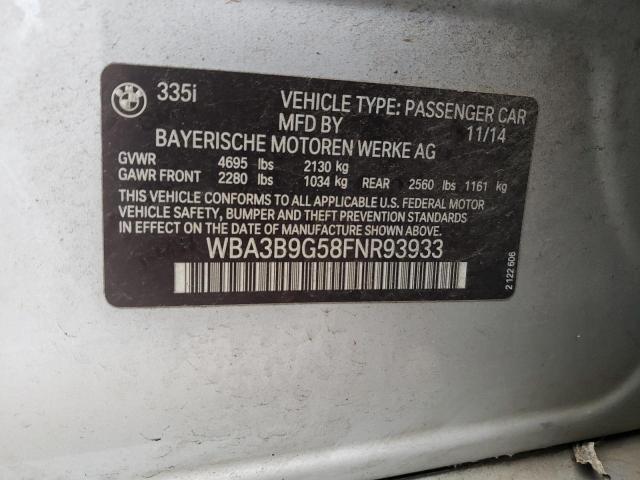 335i
VEHICLE TYPE: PASSENGER CAR
MFD BY 11/14
BAYERISCHE MOTOREN WERKE AG
GVWR 4695 lbs 2130 kg
GAWR FRONT 2280 lbs 1034 kg REAR 2560 lbs 1161 kg
THIS VEHICLE CONFORMS TO ALL APPLICABLE U.S. FEDERAL MOTOR
VEHICLE SAFETY, BUMPER AND THEFT PREVENTION STANDARDS
IN EFFECT ON THE DATE OF MANUFACTURE SHOWN ABOVE.
WBA3B9G58FNR93933
2 122 606